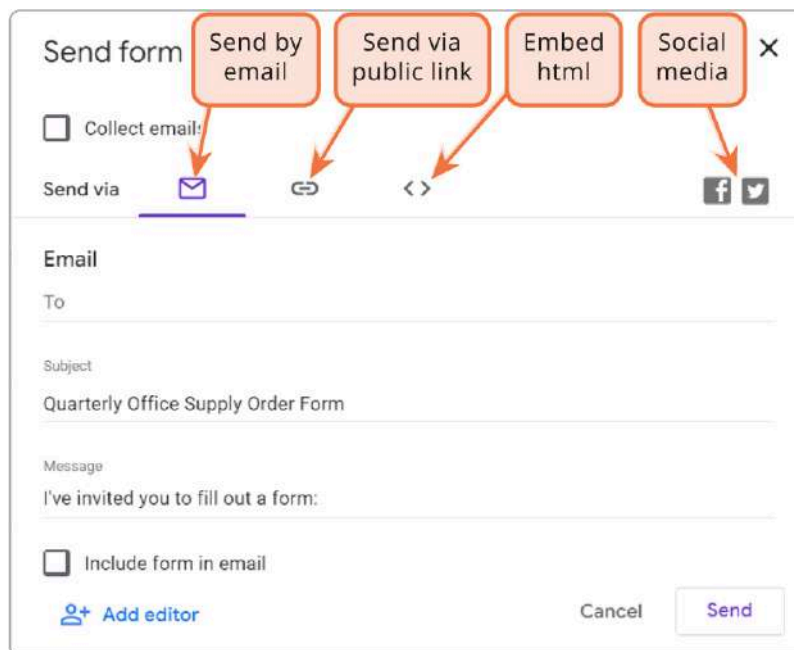 Send form
Send by
email
Send via
public link
Embed
html
Social
media
Collect emails
Send via
Email
To
Subject
Quarterly Office Supply Order Form
Message
I've invited you to fill out a form:
Include form in email
Add editor
Cancel
Send